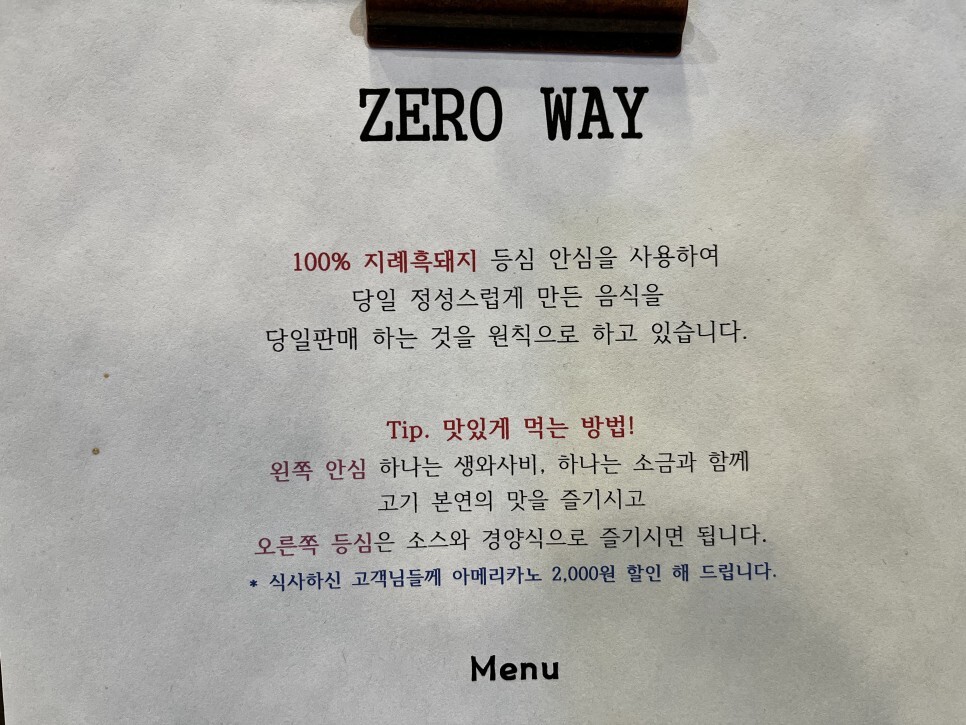 ZERO WAY
100% 지례흑돼지 등심 안심을 사용하여
당일 정성스럽게 만든 음식을
당일판매 하는 것을 원칙으로 하고 있습니다.
Tip. 맛있게 먹는 방법!
왼쪽 안심 하나는 생와사비, 하나는 소금과 함께
고기 본연의 맛을 즐기시고
오른쪽 등심은 소스와 경양식으로 즐기시면 됩니다.
* 식사하신 고객님들께 아메리카노 2,000원 할인 해 드립니다.
Menu